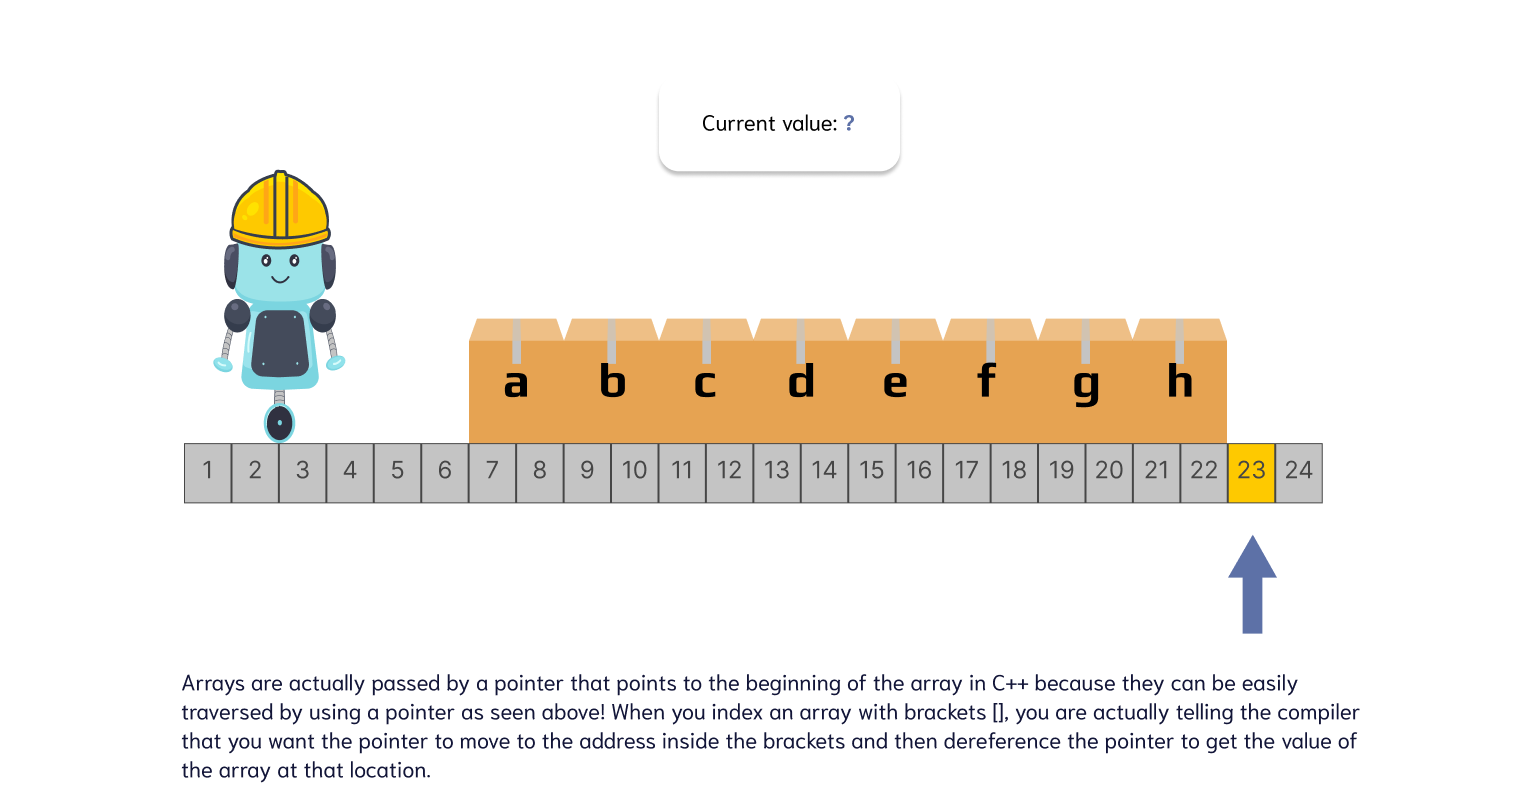 Current value: ?
a b c d e f g h
1 2 3 4 5 6 7 8 9 10 11 12 13 14 15 16 17 18 19 20 21 22 23 24
Arrays are actually passed by a pointer that points to the beginning of the array in C++ because they can be easily
traversed by using a pointer as seen above! When you index an array with brackets [], you are actually telling the compiler
that you want the pointer to move to the address inside the brackets and then dereference the pointer to get the value of
the array at that location.